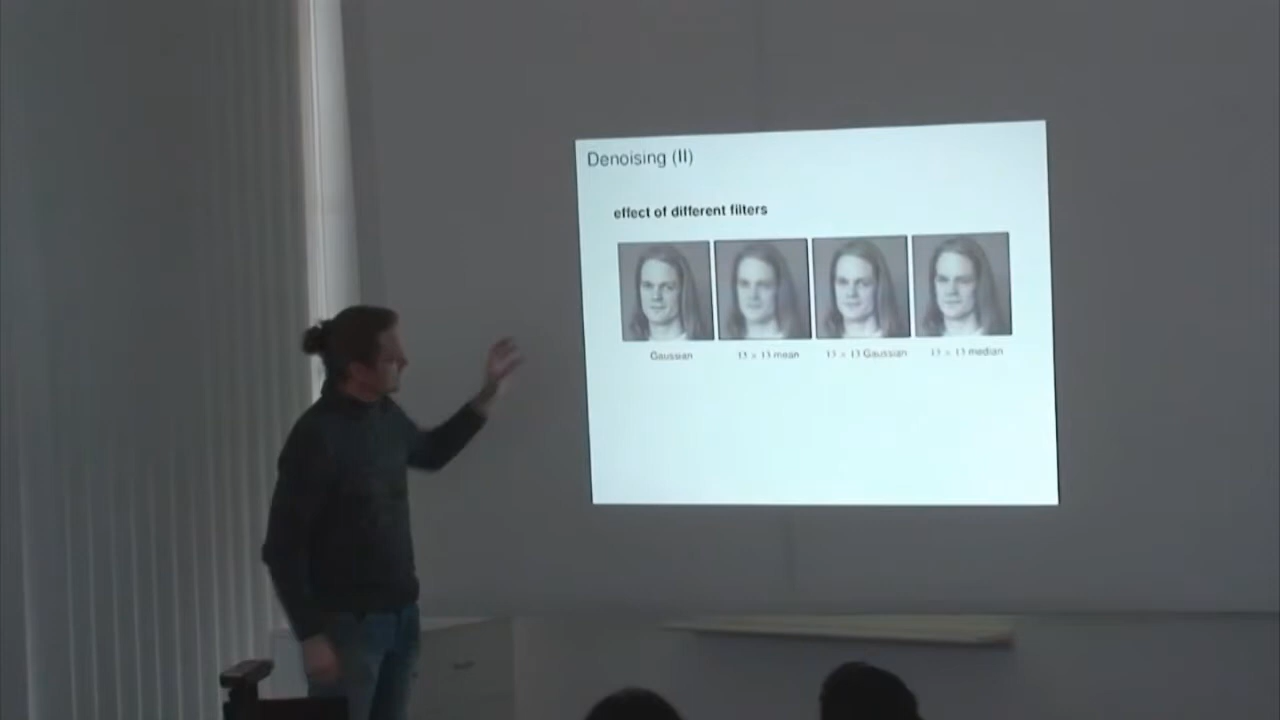 Denoising (II)
effect of different filters
Gaussian
13 × 13 mean
13 × 13 Gaussian
13 × 13 median